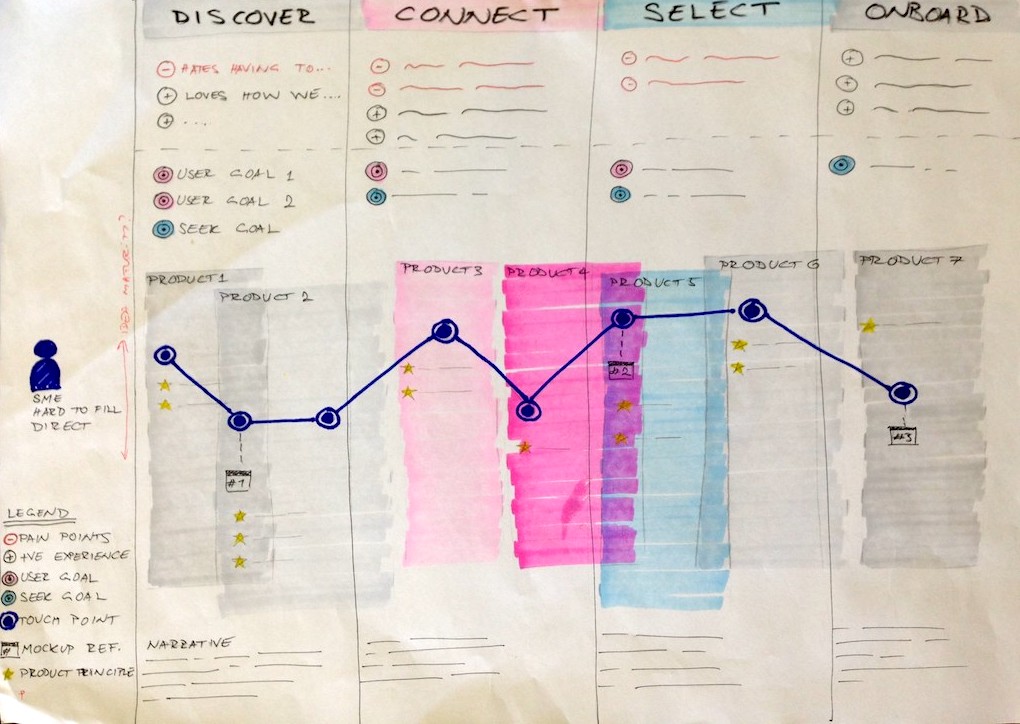 DISCOVER
CONNECT
SELECT
ONBOARD
HATES HAVING TO...
LOVES HOW WE....
...
USER GOAL 1
USER GOAL 2
SEEK GOAL
IDEA MATURITY?
PRODUCT 1
PRODUCT 2
PRODUCT 3
PRODUCT 4
PRODUCT 5
PRODUCT 6
PRODUCT 7
#1
#2
#3
SME
HARD TO FILL
DIRECT
LEGEND
PAIN POINTS
+VE EXPERIENCE
USER GOAL
SEEK GOAL
TOUCH POINT
# MOCKUP REF.
PRODUCT PRINCIPLE
NARRATIVE